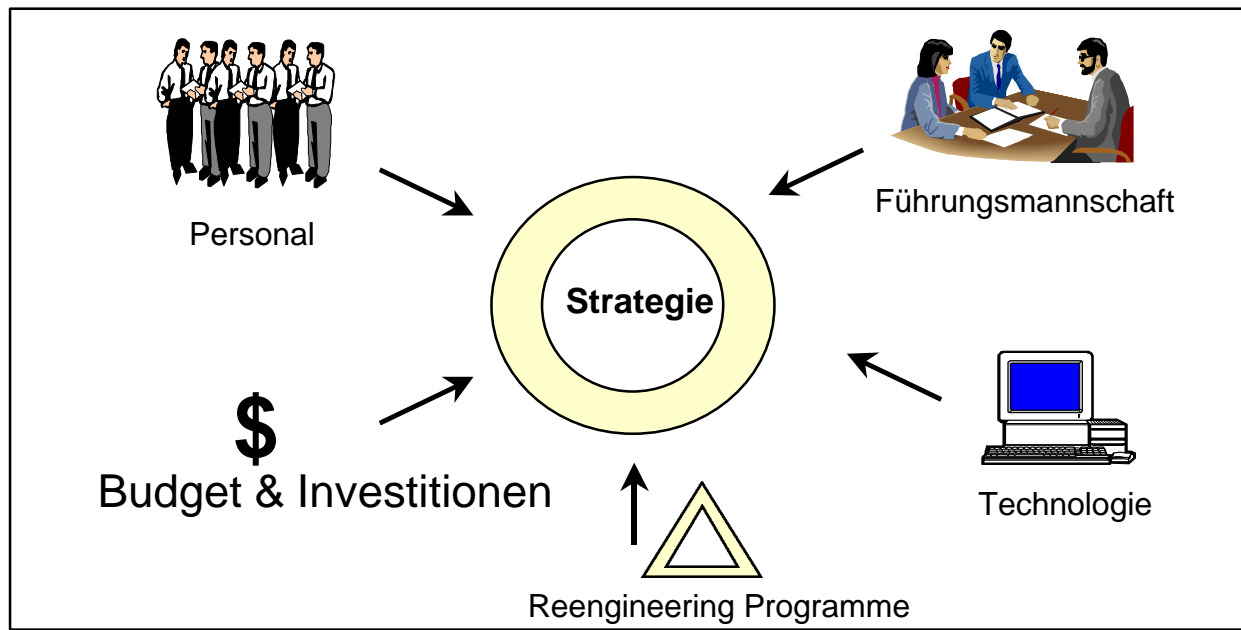 Personal
Führungsmannschaft
Strategie
$
Budget & Investitionen
Technologie
Reengineering Programme